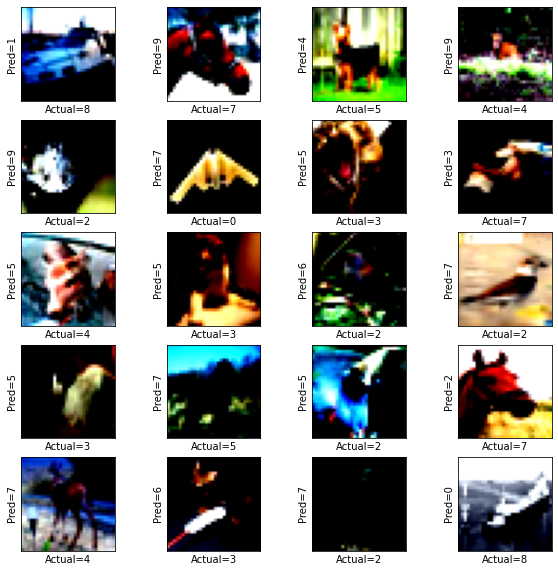 Pred=1
Actual=8
Pred=9
Actual=7
Pred=4
Actual=5
Pred=9
Actual=4
Pred=9
Actual=2
Pred=7
Actual=0
Pred=5
Actual=3
Pred=3
Actual=7
Pred=5
Actual=4
Pred=5
Actual=3
Pred=6
Actual=2
Pred=7
Actual=2
Pred=5
Actual=3
Pred=7
Actual=5
Pred=5
Actual=2
Pred=2
Actual=7
Pred=7
Actual=4
Pred=6
Actual=3
Pred=7
Actual=2
Pred=0
Actual=8